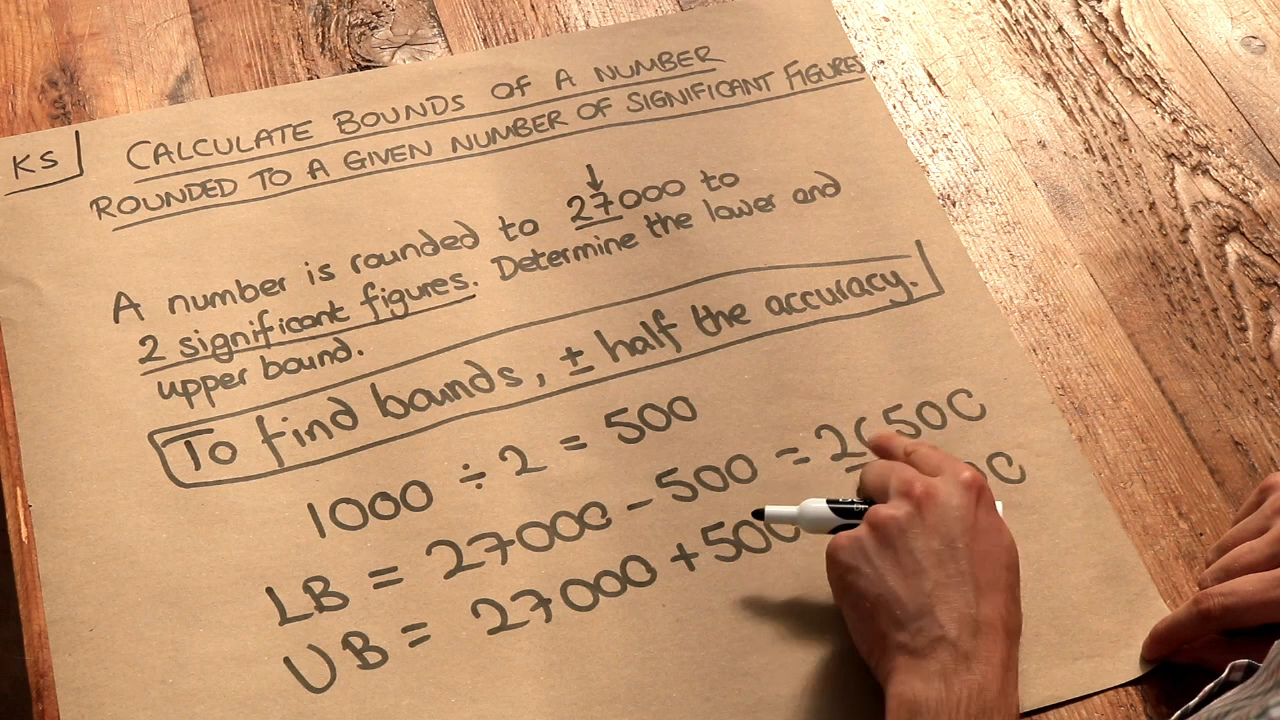 KS
CALCULATE BOUNDS OF A NUMBER
ROUNDED TO A GIVEN NUMBER OF SIGNIFICANT FIGURES
A number is rounded to 27000 to
2 significant figures. Determine the lower and
upper bound.
To find bounds, ± half the accuracy.
1000 ÷ 2 = 500
LB = 27000 - 500 = 26500
UB = 27000 + 500